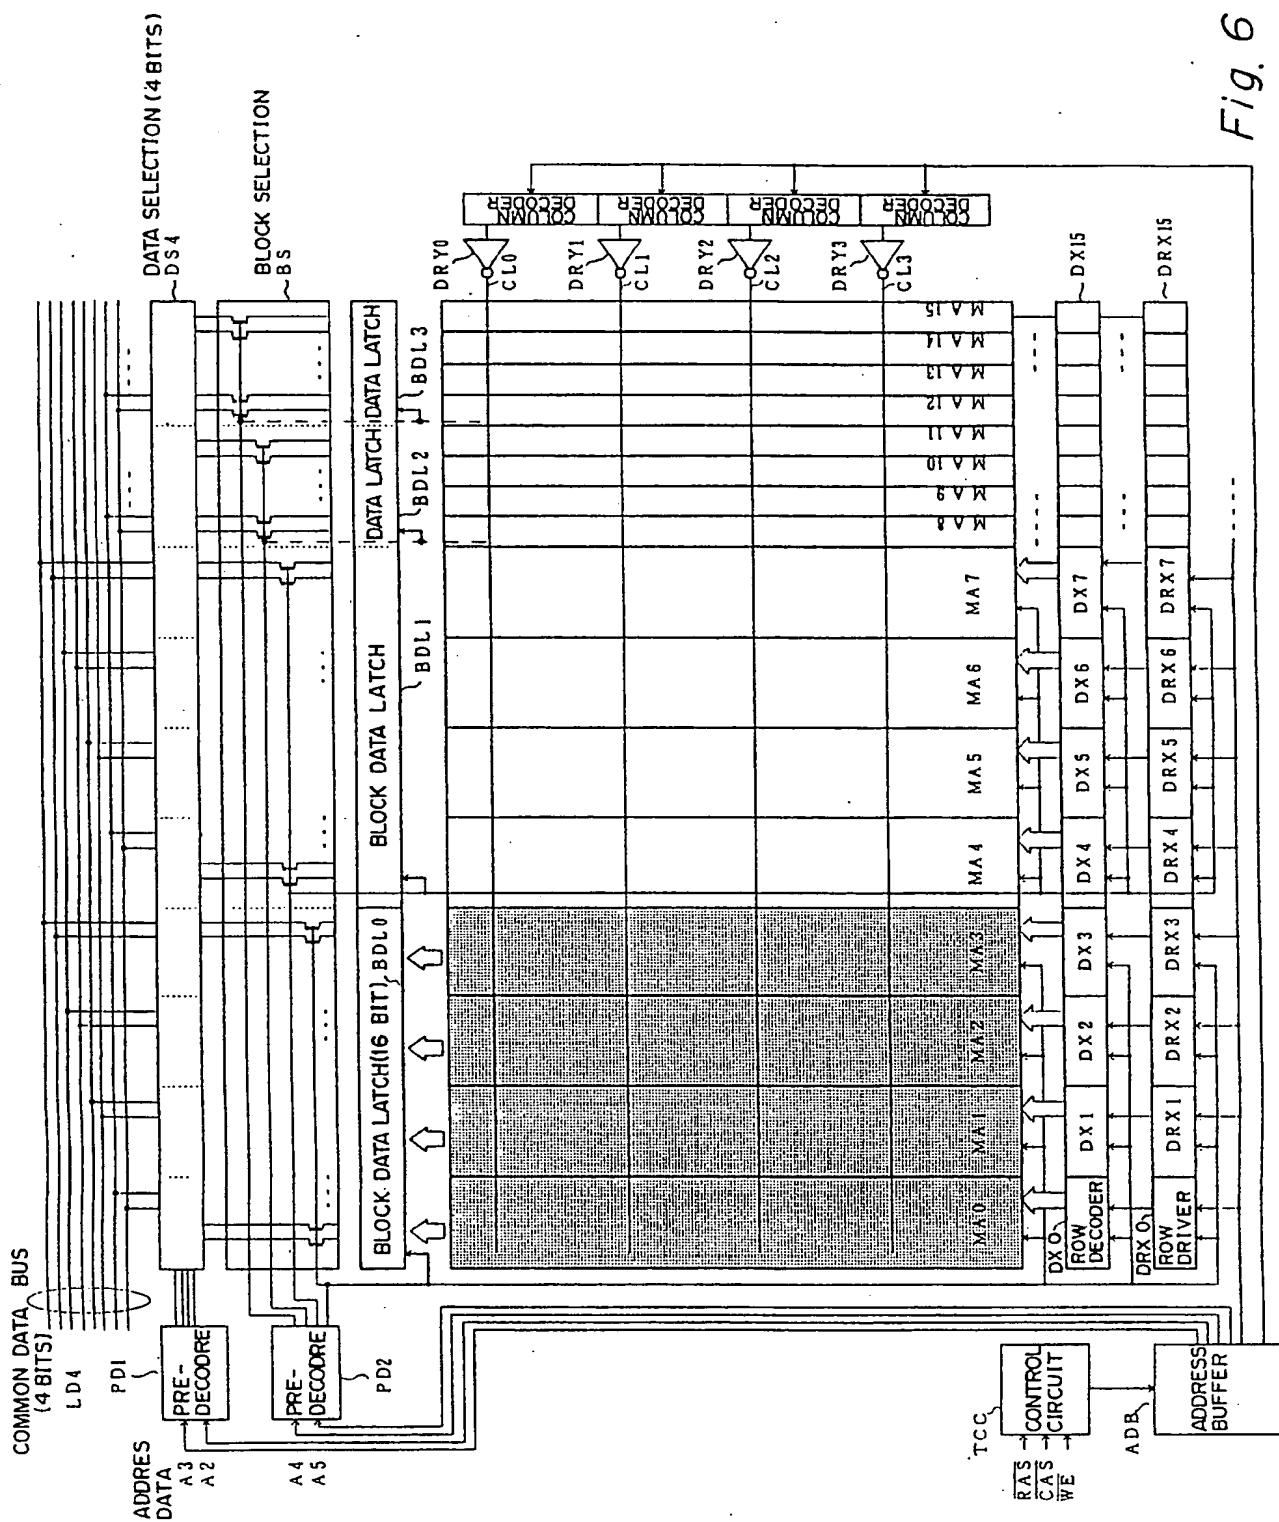 COMMON DATA BUS
(4 BITS)
LD4
PD1
ADDRES
DATA
A3
A2
PRE-
DECODRE
A4
A5
PRE-
DECODRE
PD2
DATA SELECTION (4 BITS)
DS4
BLOCK SELECTION
BS
BLOCK DATA LATCH(16 BIT)
BDL0
BLOCK DATA LATCH
BDL1
DATA LATCH
BDL2
DATA LATCH
BDL3
DRY0
CL0
COLUMN
DECODER
DRY1
CL1
COLUMN
DECODER
DRY2
CL2
COLUMN
DECODER
DRY3
CL3
COLUMN
DECODER
MA0
MA1
MA2
MA3
MA4
MA5
MA6
MA7
MA8
MA9
MA10
MA11
MA12
MA13
MA14
MA15
DX0
ROW
DECODER
DX1
DX2
DX3
DX4
DX5
DX6
DX7
DX15
DRX0
ROW
DRIVER
DRX1
DRX2
DRX3
DRX4
DRX5
DRX6
DRX7
DRX15
TCC
RAS
CAS
WE
CONTROL
CIRCUIT
ADB
ADDRESS
BUFFER
Fig. 6